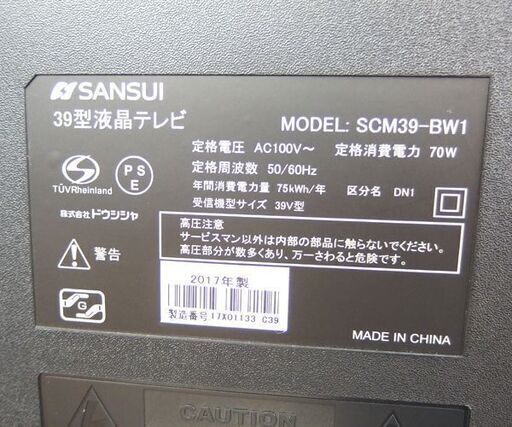 SANSUI
39型液晶テレビ
MODEL: SCM39-BW1
定格電圧 AC100V〜 定格消費電力 70W
定格周波数 50/60Hz
年間消費電力量 75kWh/年 区分名 DN1
受信機型サイズ 39V型
TÜVRheinland
PS
E
株式会社ドウシシャ
高圧注意
サービスマン以外は内部の部品に触らないでください。
高圧部分が数多くあり、万一さわると危険です。
警告
G
2017年製
製造番号 17X01133 C39
MADE IN CHINA
CAUTION